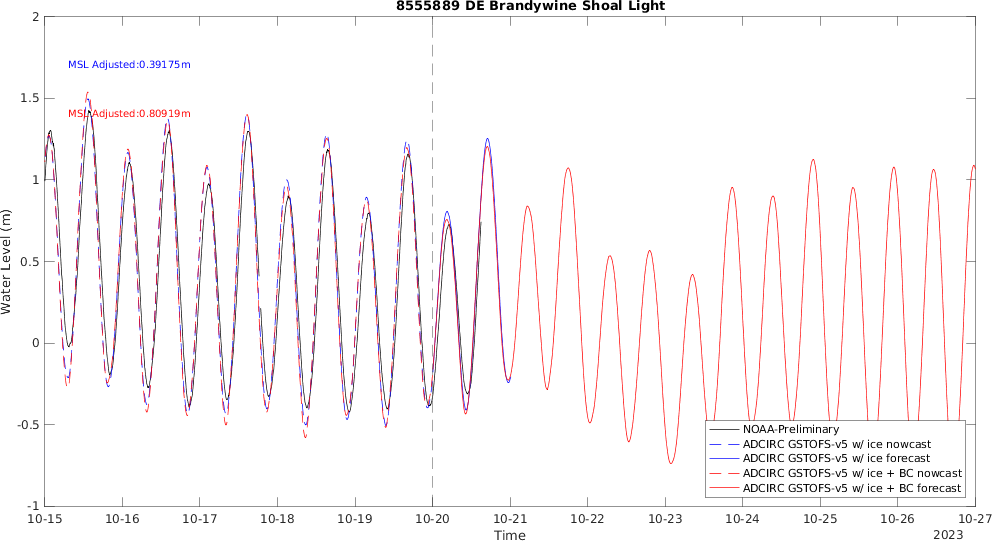 8555889 DE Brandywine Shoal Light
MSL Adjusted:0.39175m
MSL Adjusted:0.80919m
Water Level (m)
2
1.5
1
0.5
0
-0.5
-1
10-15 10-16 10-17 10-18 10-19 10-20 10-21 10-22 10-23 10-24 10-25 10-26 10-27
Time
2023
NOAA-Preliminary
ADCIRC GSTOFS-v5 w/ ice nowcast
ADCIRC GSTOFS-v5 w/ ice forecast
ADCIRC GSTOFS-v5 w/ ice + BC nowcast
ADCIRC GSTOFS-v5 w/ ice + BC forecast